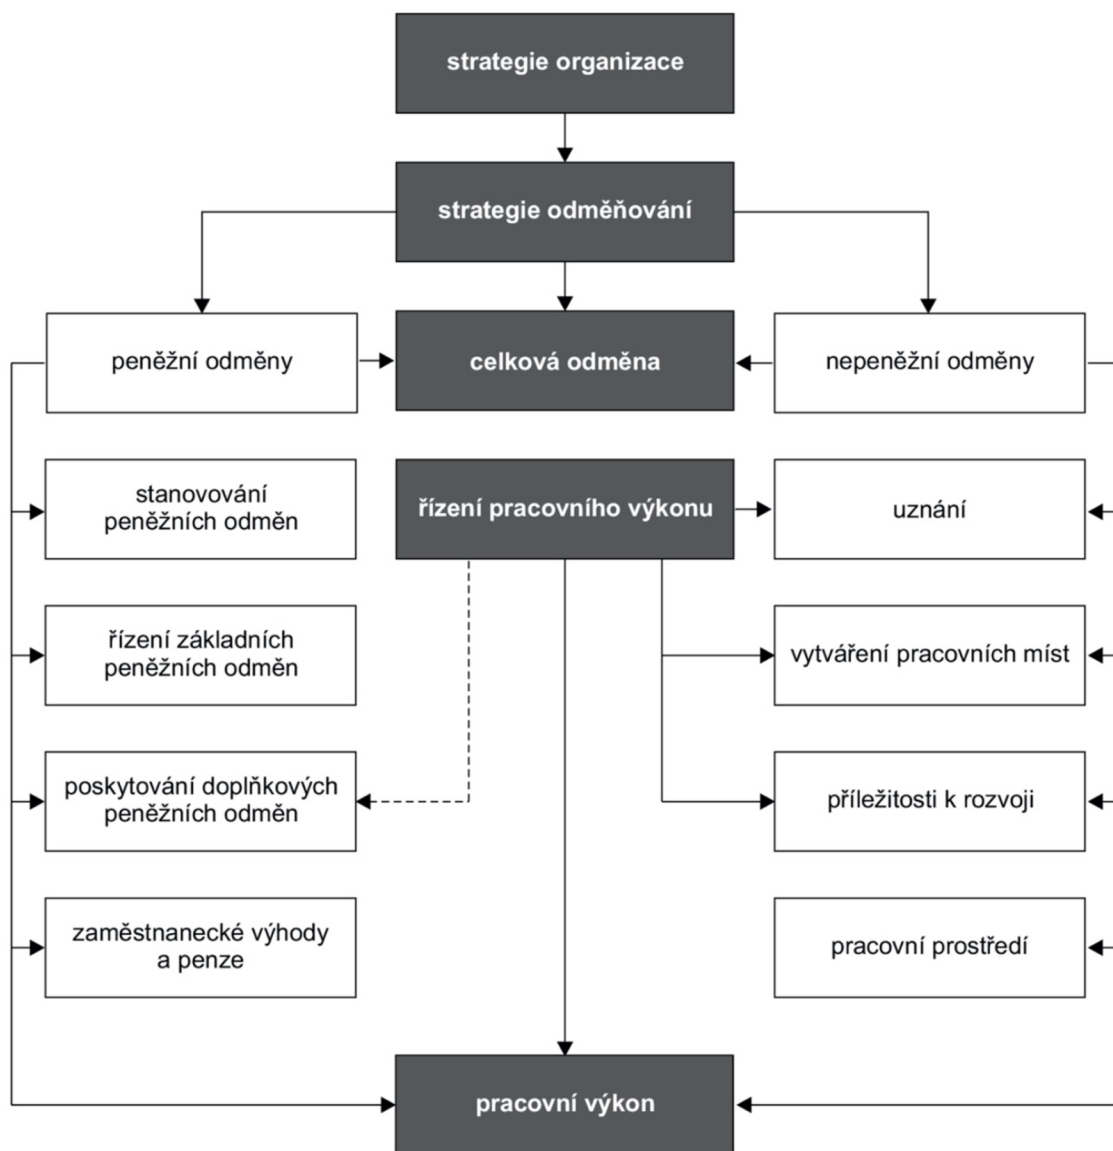 strategie organizace
strategie odměňování
peněžní odměny
celková odměna
nepeněžní odměny
stanovování
peněžních odměn
řízení pracovního výkonu
uznání
řízení základních
peněžních odměn
vytváření pracovních míst
poskytování doplňkových
peněžních odměn
příležitosti k rozvoji
zaměstnanecké výhody
a penze
pracovní prostředí
pracovní výkon